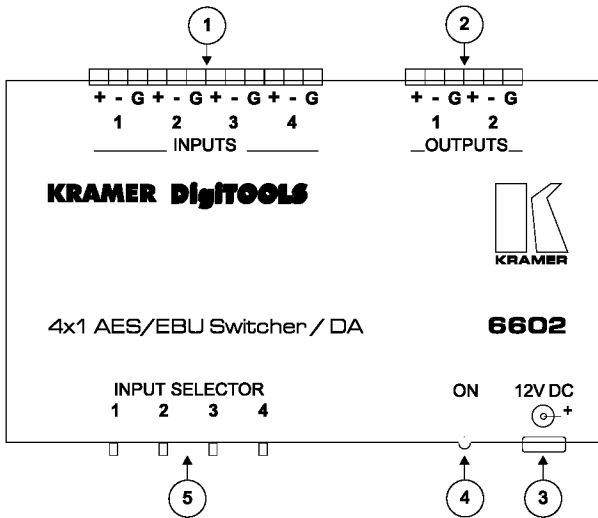 1 2
+ - G + - G + - G + - G + - G + - G
1 2 3 4 1 2
INPUTS OUTPUTS
KRAMER DigiTOOLS
KRAMER
4x1 AES/EBU Switcher / DA 6602
INPUT SELECTOR ON 12V DC
1 2 3 4 +
5 4 3